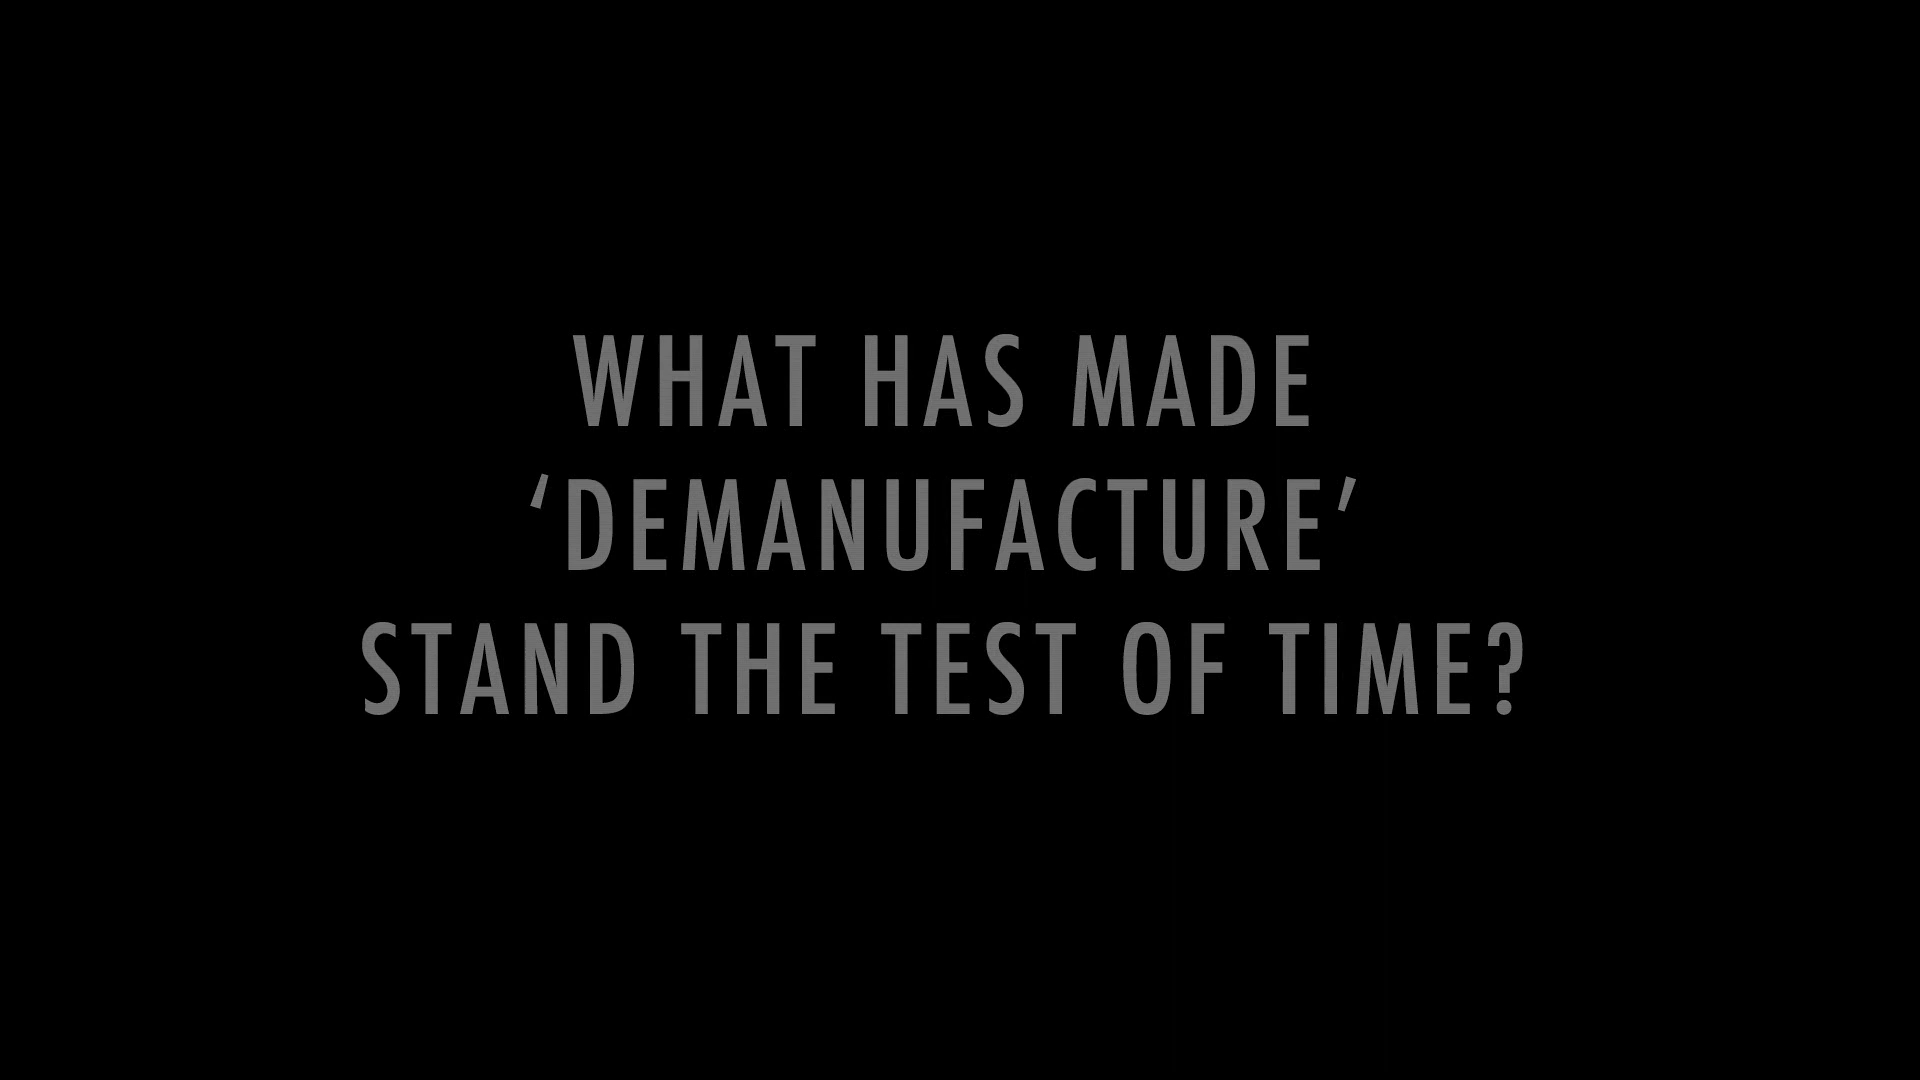 WHAT HAS MADE
‘DEMANUFACTURE’
STAND THE TEST OF TIME?